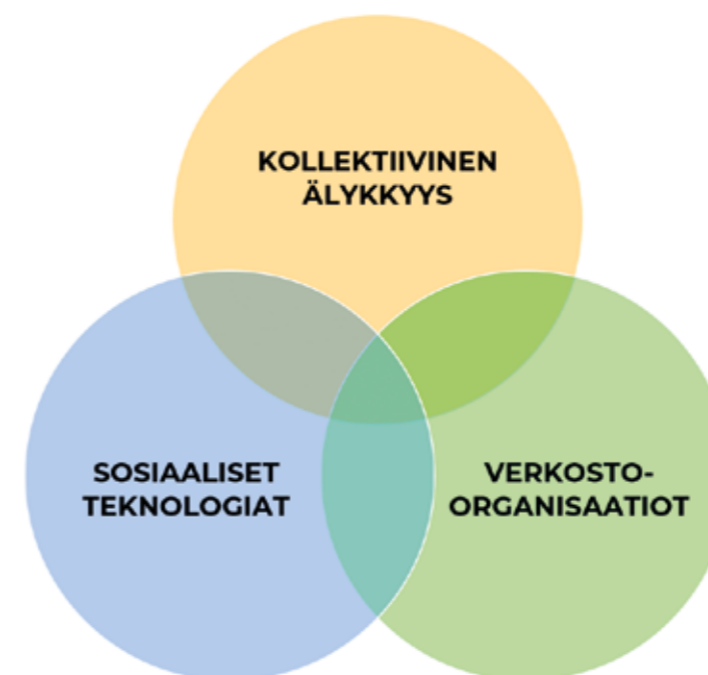 KOLLEKTIIVINEN
ÄLYKKYYS
SOSIAALISET
TEKNOLOGIAT
VERKOSTO-
ORGANISAATIOT